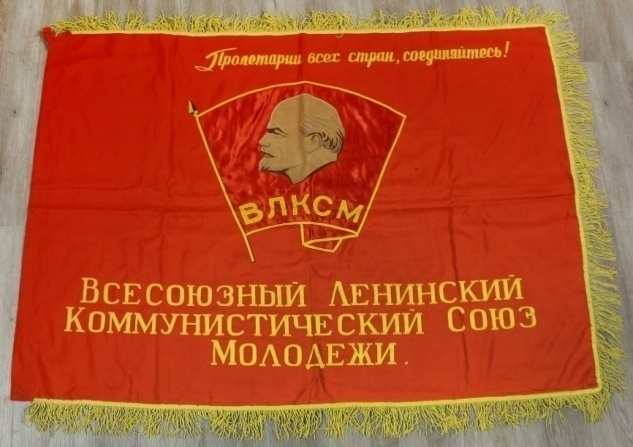 Пролетарии всех стран, соединяйтесь!
ВЛКСМ
Всесоюзный Ленинский
Коммунистический Союз
Молодежи.